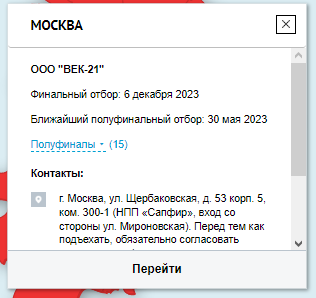 МОСКВА
ООО "ВЕК-21"
Финальный отбор: 6 декабря 2023
Ближайший полуфинальный отбор: 30 мая 2023
Полуфиналы (15)
Контакты:
г. Москва, ул. Щербаковская, д. 53 корп. 5,
ком. 300-1 (НПП «Сапфир», вход со
стороны ул. Мироновская). Перед тем как
подъехать, обязательно согласовать
Перейти